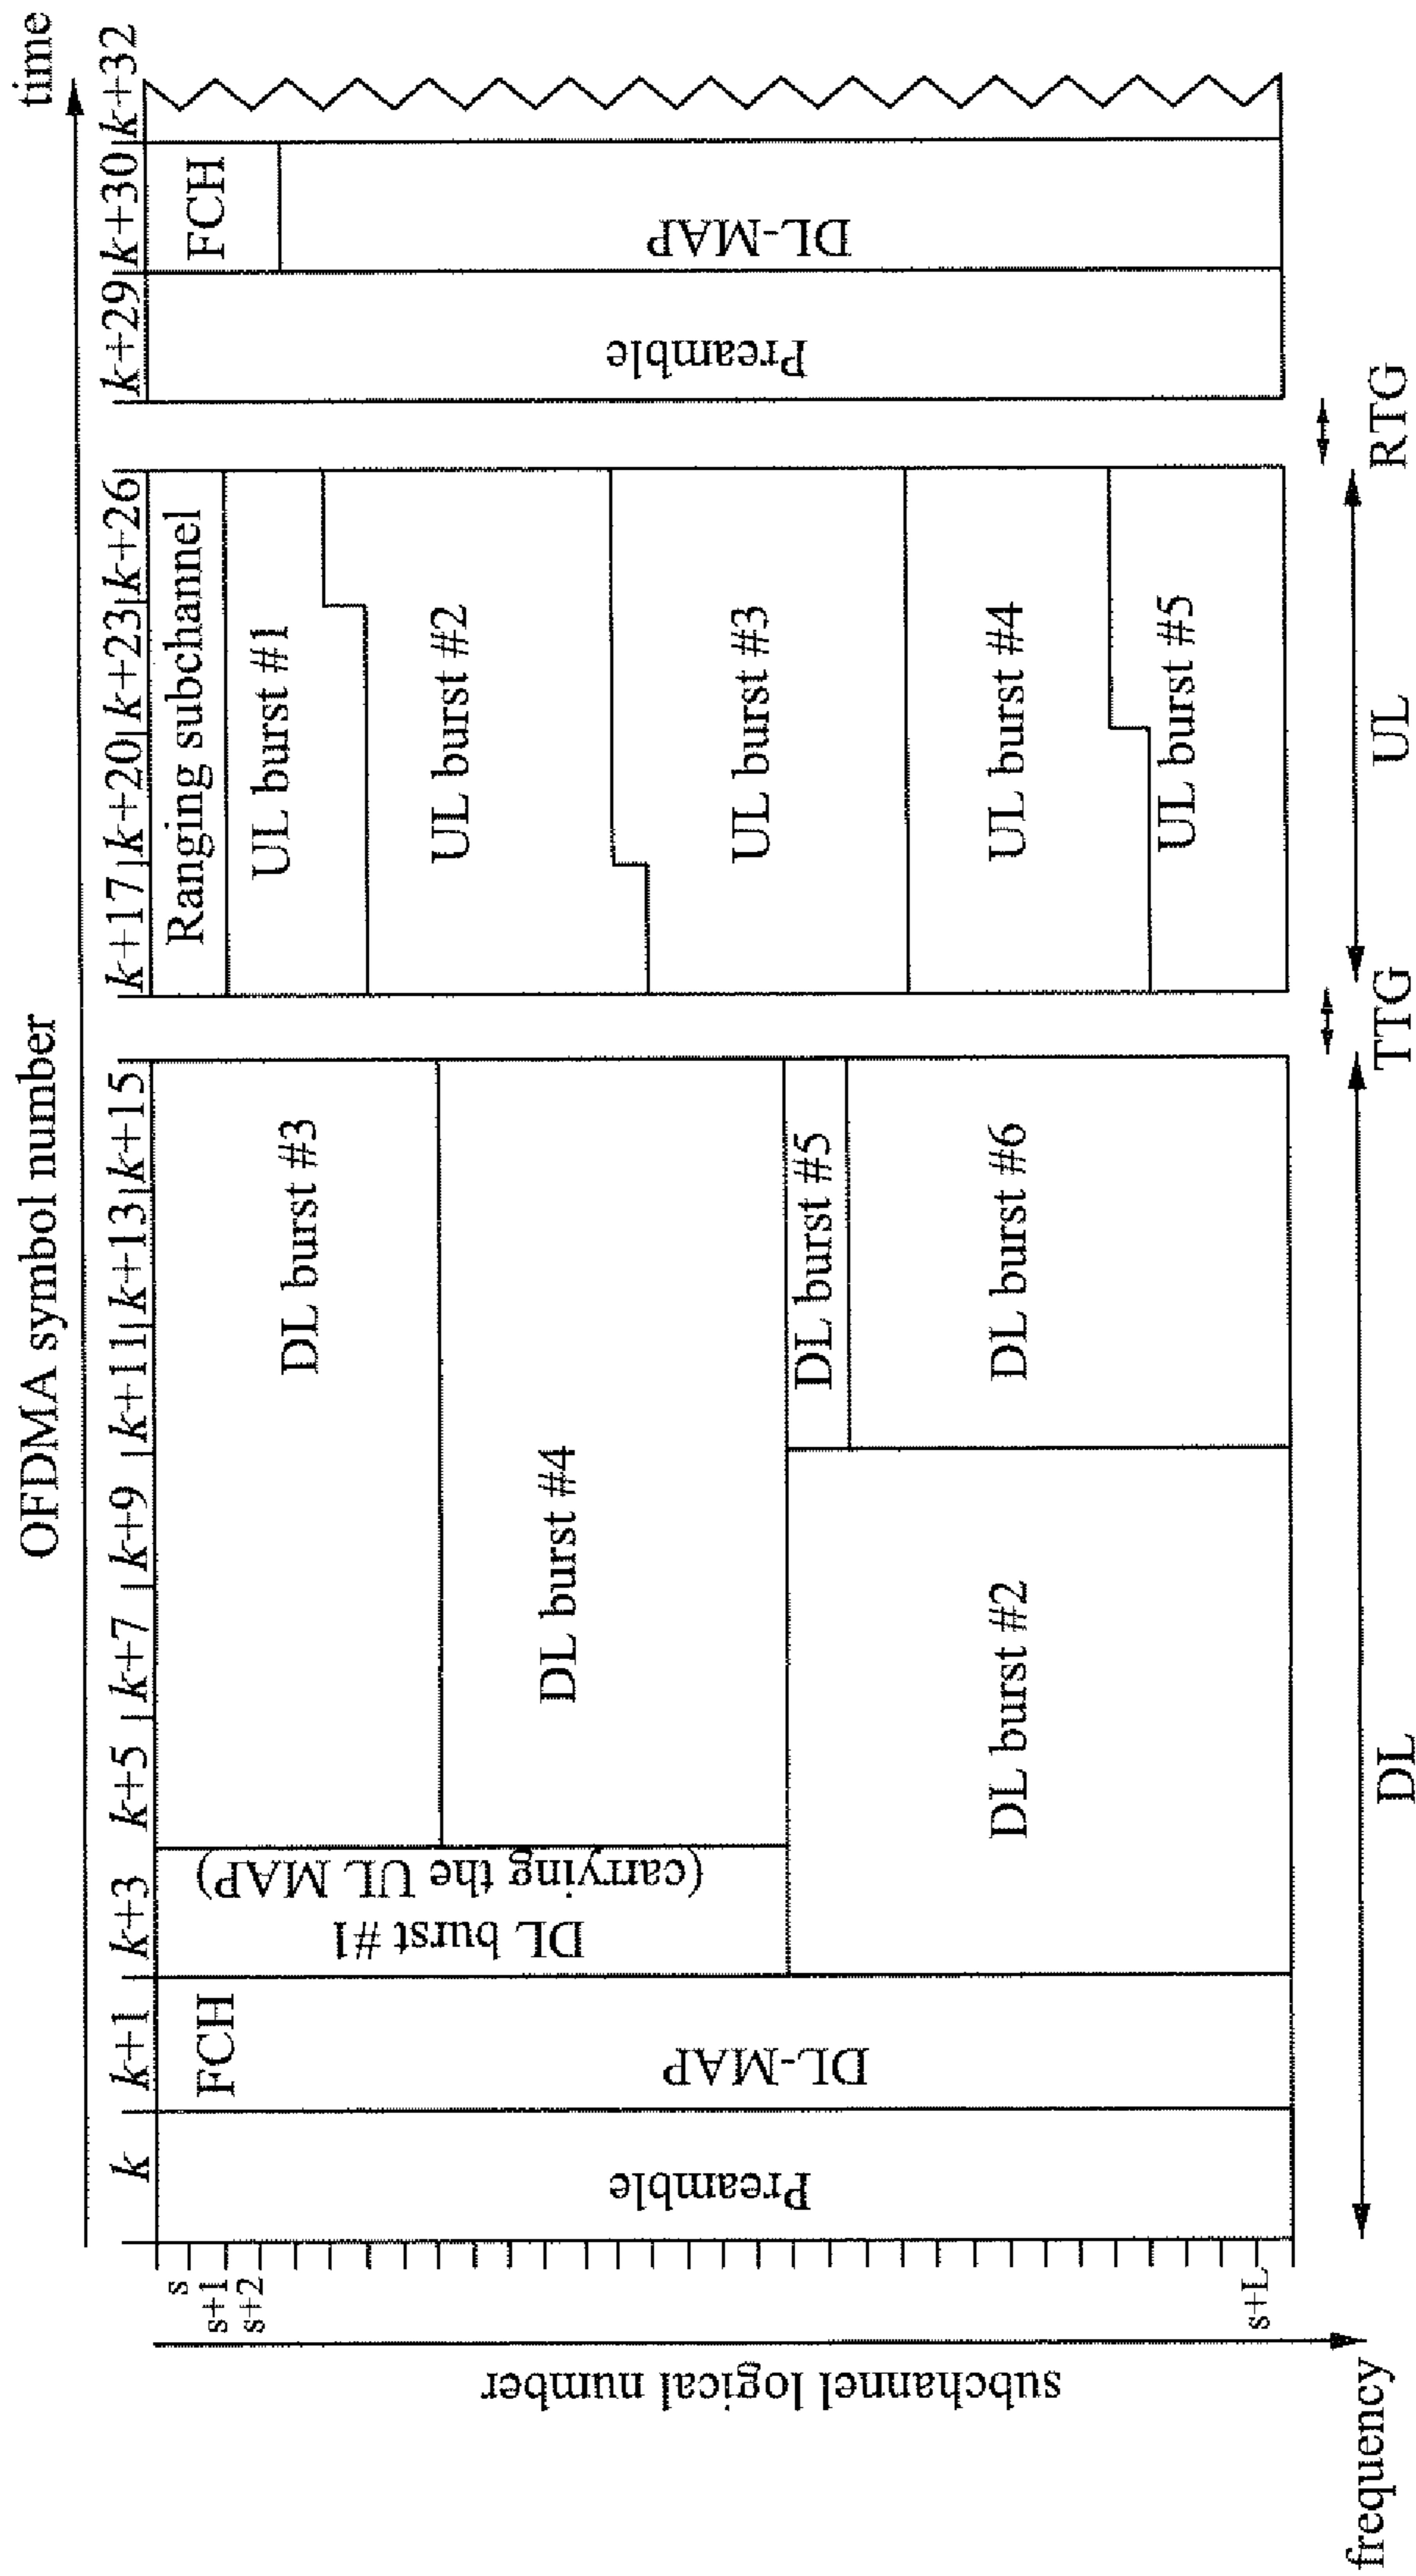 OFDMA symbol number
time
k
k+1
k+3
k+5
k+7
k+9
k+11
k+13
k+15
k+17
k+20
k+23
k+26
k+29
k+30
k+32
s
s+1
s+2
s+L
subchannel logical number
frequency
Preamble
FCH
DL-MAP
DL burst #1
(carrying the UL MAP)
DL burst #2
DL burst #3
DL burst #4
DL burst #5
DL burst #6
Ranging subchannel
UL burst #1
UL burst #2
UL burst #3
UL burst #4
UL burst #5
Preamble
FCH
DL-MAP
DL
TTG
UL
RTG